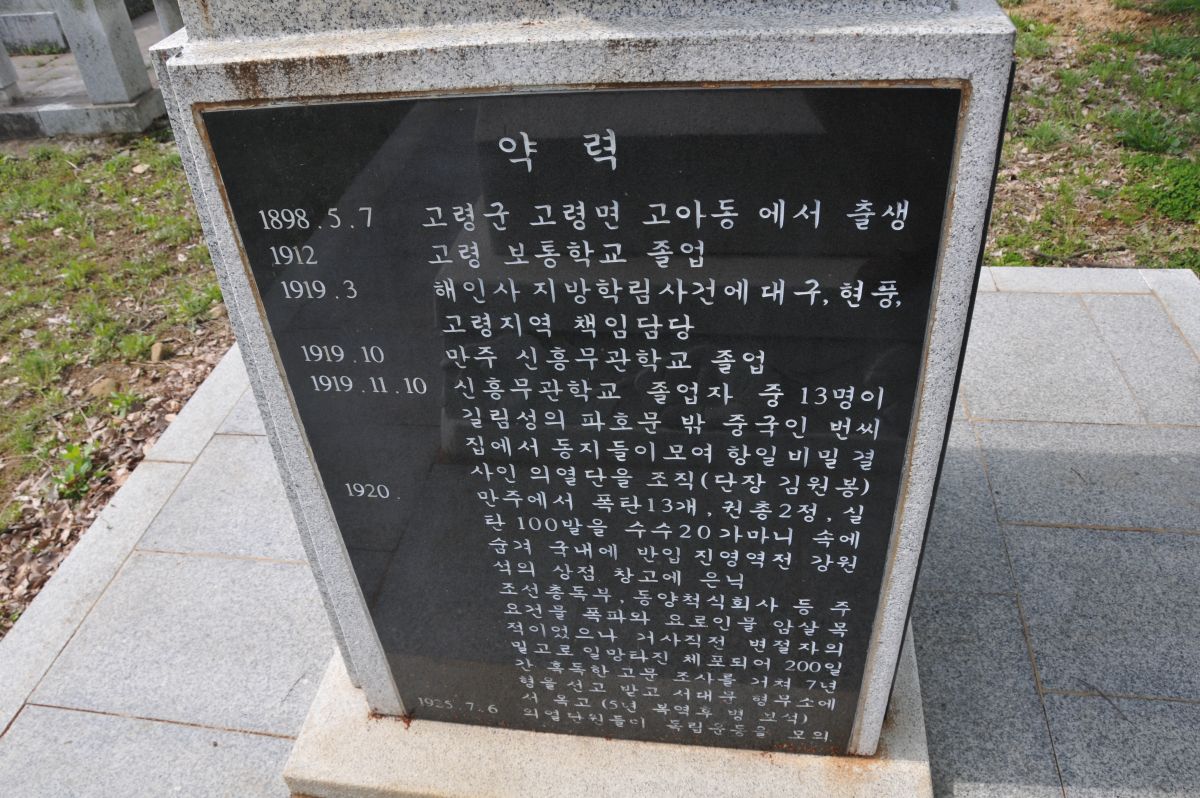 약 력
1898 . 5 . 7 고령군 고령면 고아동 에서 출생
1912 고령 보통학교 졸업
1919 . 3 해인사 지방학림사건에 대구, 현풍,
고령지역 책임담당
1919 . 10 만주 신흥무관학교 졸업
1919 . 11 . 10 신흥무관학교 졸업자 중 13명이
길림성의 파호문 밖 중국인 번씨
집에서 동지들이 모여 항일 비밀 결
사인 의열단을 조직(단장 김원봉)
1920 . 만주에서 폭탄13개, 권총2정, 실
탄 100발을 수수20가마니 속에
숨겨 국내에 반입 진영역전 강원
석의 상점 창고에 은닉
조선총독부, 동양척식회사 등 주
요건물 폭파와 요로인물 암살 목
적이었으나 거사직전 변절자의
밀고로 일망타진 체포되어 200일
간 혹독한 고문 조사를 거쳐 7년
형을 선고 받고 서대문 형무소에
서 옥고 (5년 복역후 병 보석)
1925 . 7 . 6 의열단원들이 독립운동을 모의